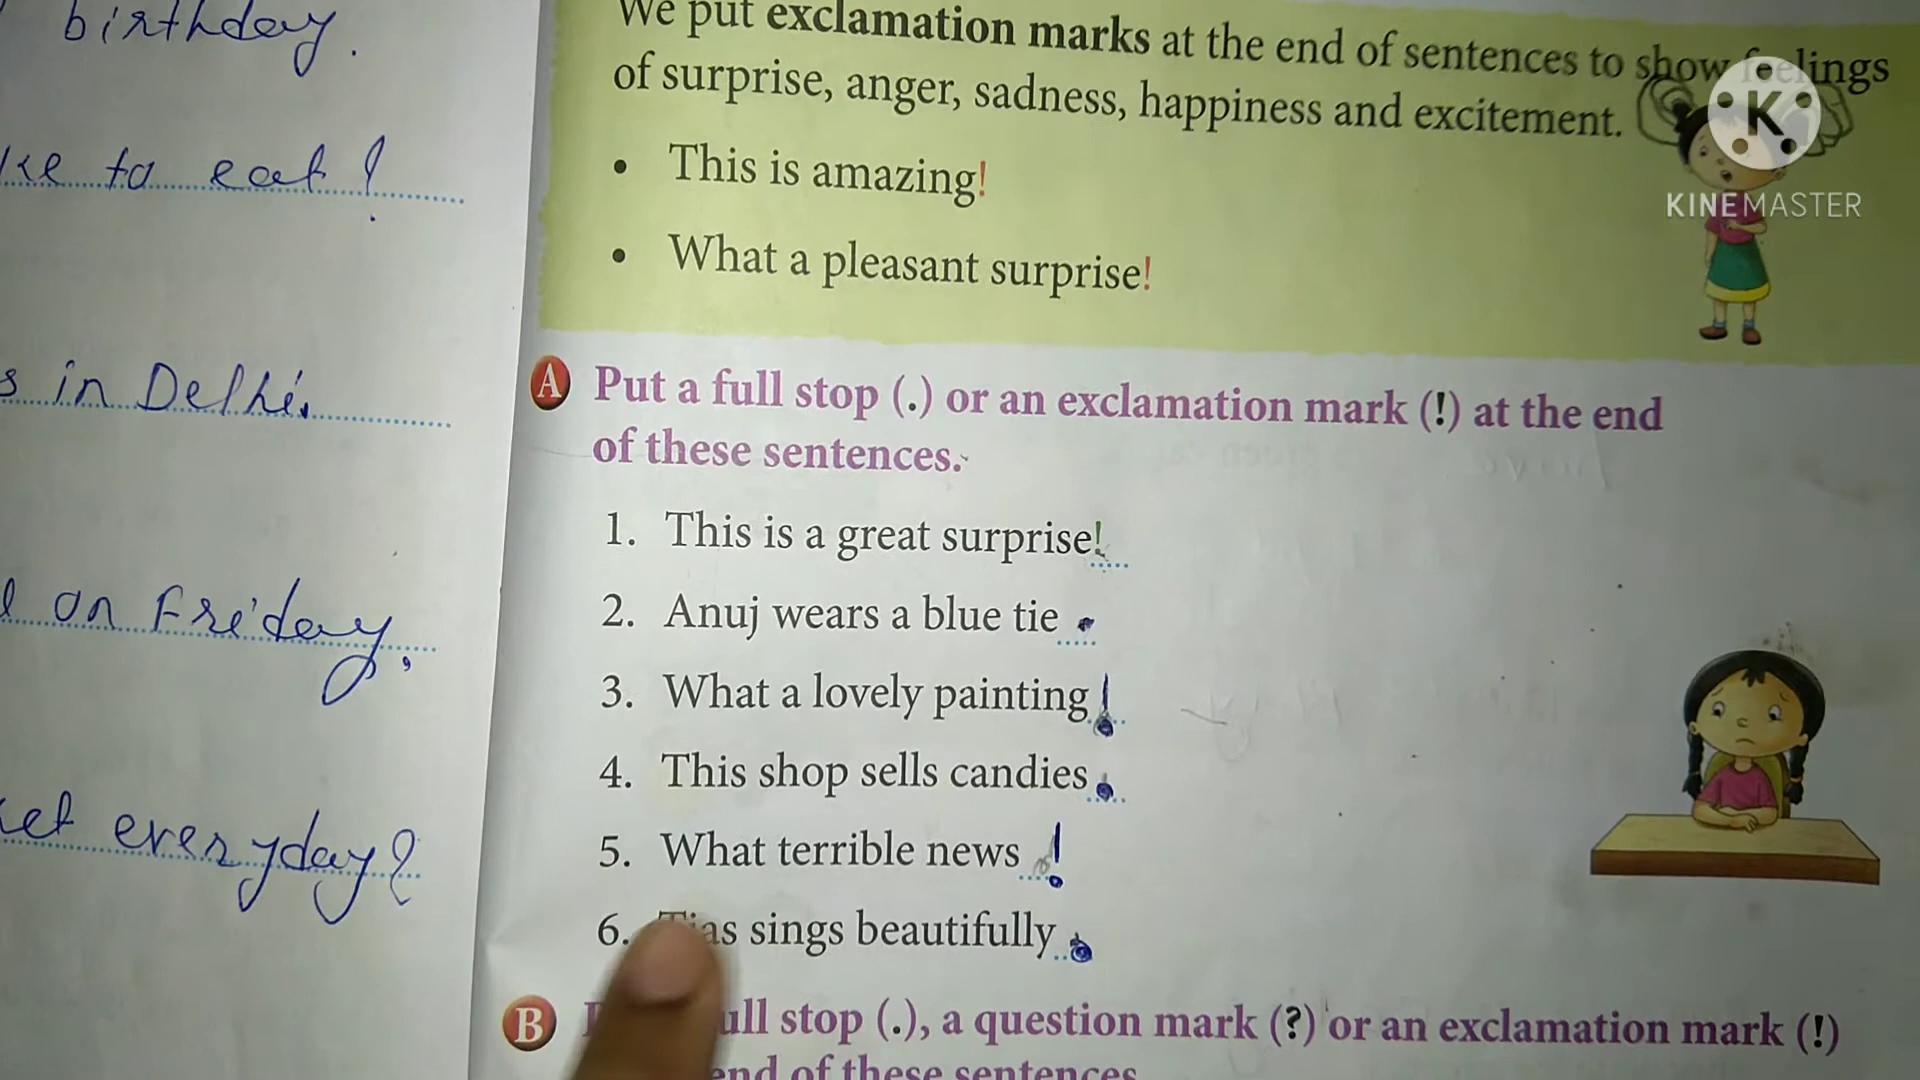 birthday.
to eat?
s in Delhi.
on Friday.
everyday?
We put exclamation marks at the end of sentences to show feelings
of surprise, anger, sadness, happiness and excitement.
• This is amazing!
• What a pleasant surprise!
KINEMASTER
A Put a full stop (.) or an exclamation mark (!) at the end
of these sentences.
1. This is a great surprise!
2. Anuj wears a blue tie .
3. What a lovely painting!
4. This shop sells candies.
5. What terrible news !
6. sings beautifully.
B full stop (.), a question mark (?) or an exclamation mark (!)
end of these sentences